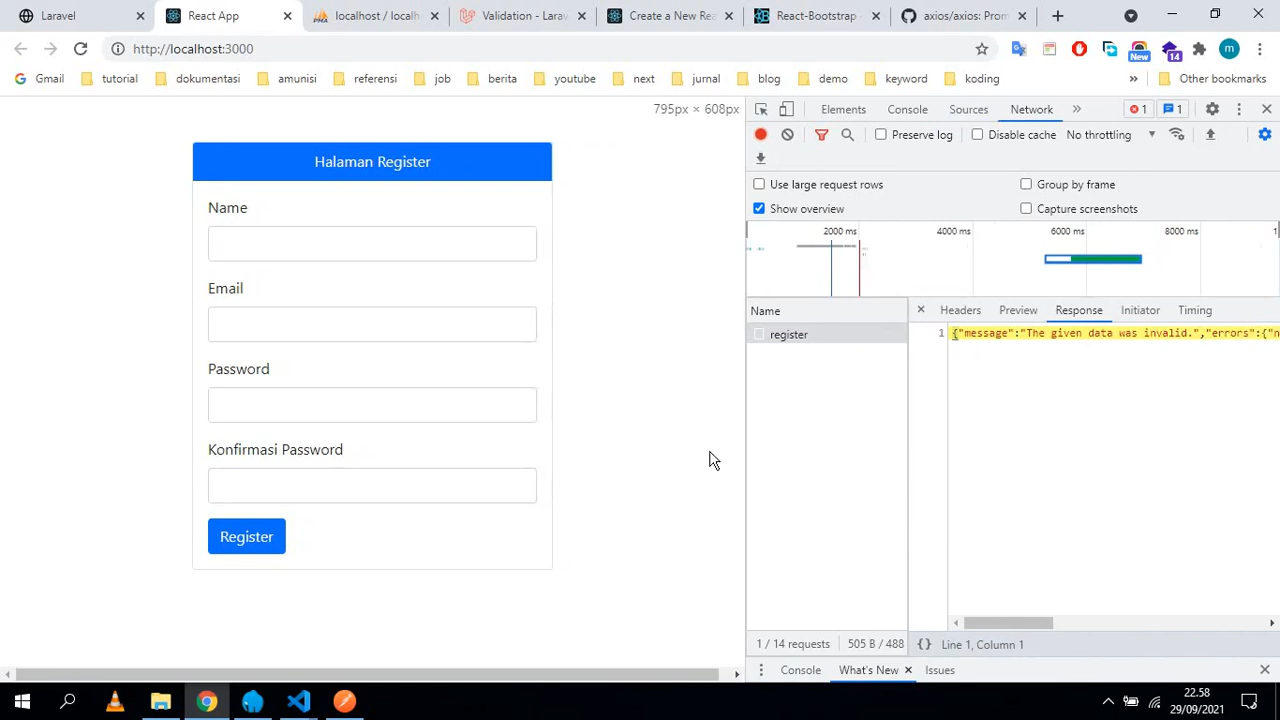 Laravel
React App
localhost / localh
Validation - Larav
Create a New Rea
React-Bootstrap -
axios/axios: Prom
http://localhost:3000
New
14
m
Gmail
tutorial
dokumentasi
amunisi
referensi
job
berita
youtube
next
jurnal
blog
demo
keyword
koding
»
Other bookmarks
795px × 608px
Elements
Console
Sources
Network
»
1
1
Preserve log
Disable cache
No throttling
Use large request rows
Group by frame
Show overview
Capture screenshots
2000 ms
4000 ms
6000 ms
8000 ms
Halaman Register
Name
Email
Password
Konfirmasi Password
Register
Name
register
Headers
Preview
Response
Initiator
Timing
1
{"message":"The given data was invalid.","errors":{"n
1 / 14 requests
505 B / 488
{}
Line 1, Column 1
Console
What's New
Issues
22.58
29/09/2021